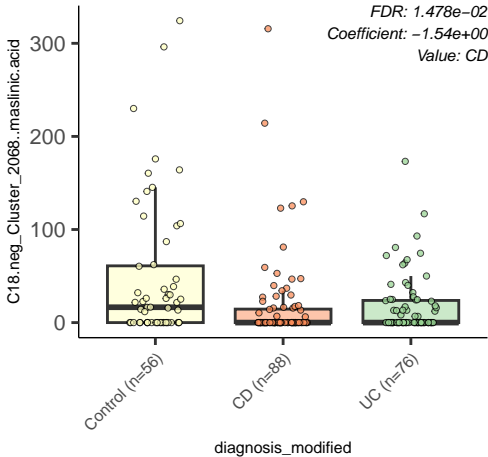 FDR: 1.478e−02
Coefficient: −1.54e+00
Value: CD
C18.neg_Cluster_2068..maslinic.acid
300
200
100
0
Control (n=56)
CD (n=88)
UC (n=76)
diagnosis_modified